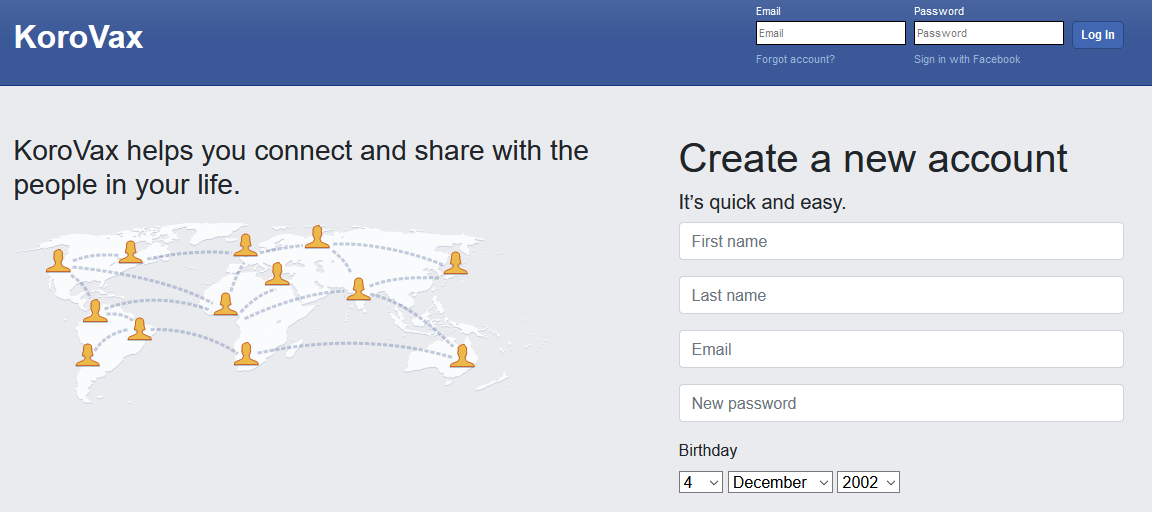 KoroVax
Email
Password
Email
Password
Log In
Forgot account?
Sign in with Facebook
KoroVax helps you connect and share with the
people in your life.
Create a new account
It’s quick and easy.
First name
Last name
Email
New password
Birthday
4
December
2002